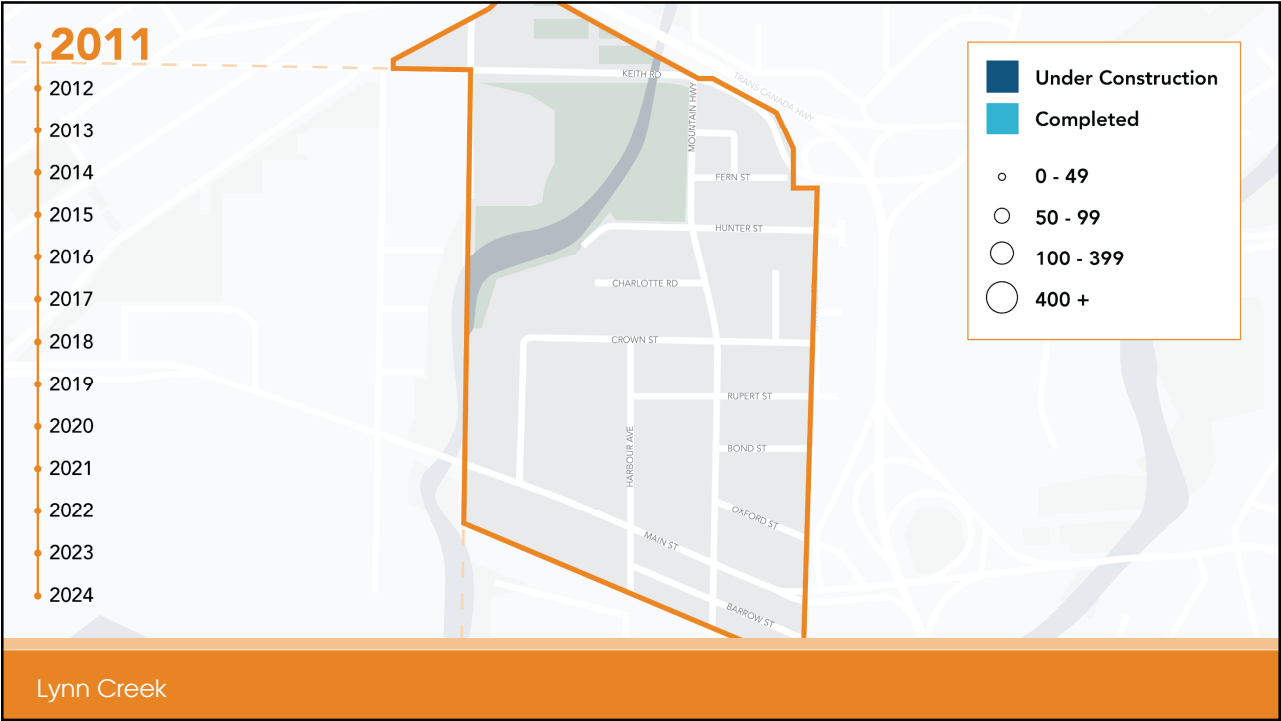 2011
2012
2013
2014
2015
2016
2017
2018
2019
2020
2021
2022
2023
2024
KEITH RD
TRANS CANADA HWY
MOUNTAIN HWY
FERN ST
HUNTER ST
CHARLOTTE RD
CROWN ST
RUPERT ST
HARBOUR AVE
BOND ST
OXFORD ST
MAIN ST
BARROW ST
Under Construction
Completed
0 - 49
50 - 99
100 - 399
400 +
Lynn Creek